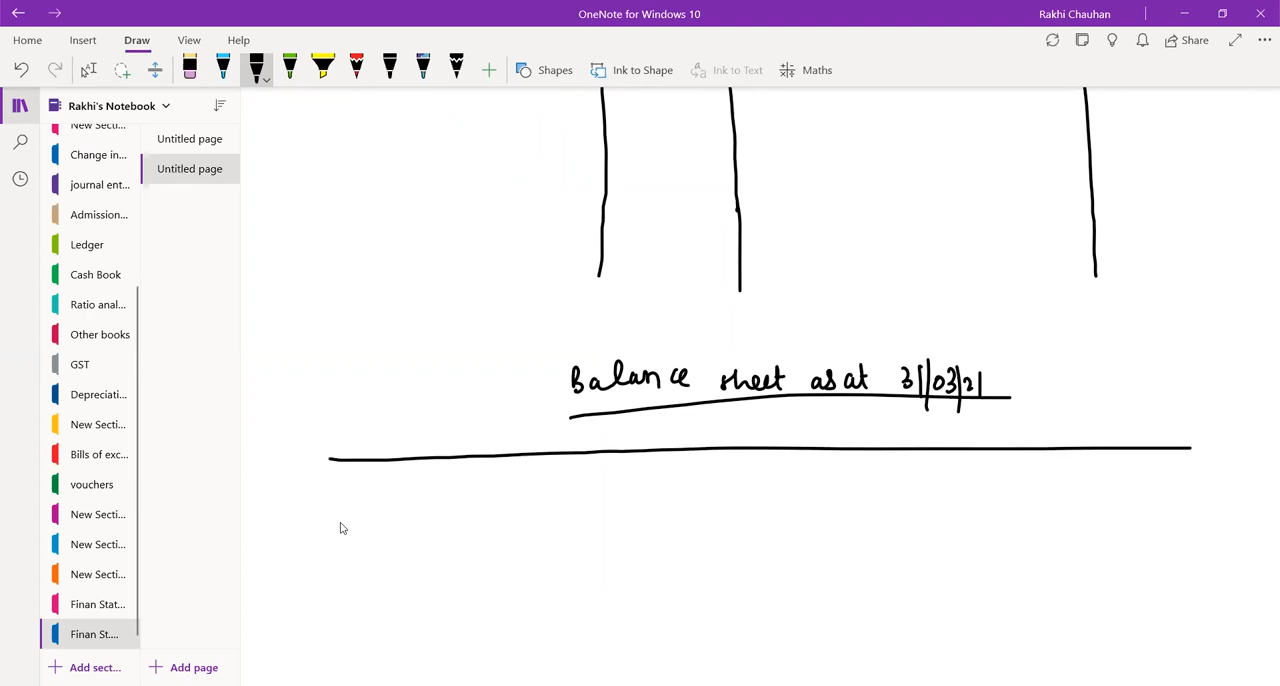 OneNote for Windows 10
Rakhi Chauhan
Home
Insert
Draw
View
Help
Share
Shapes
Ink to Shape
Ink to Text
Maths
Rakhi's Notebook
New Secti...
Change in...
journal ent...
Admission...
Ledger
Cash Book
Ratio anal...
Other books
GST
Depreciati...
New Secti...
Bills of exc...
vouchers
New Secti...
New Secti...
New Secti...
Finan Stat...
Finan St....
Add sect...
Untitled page
Untitled page
Add page
Balance sheet as at 31/03/21